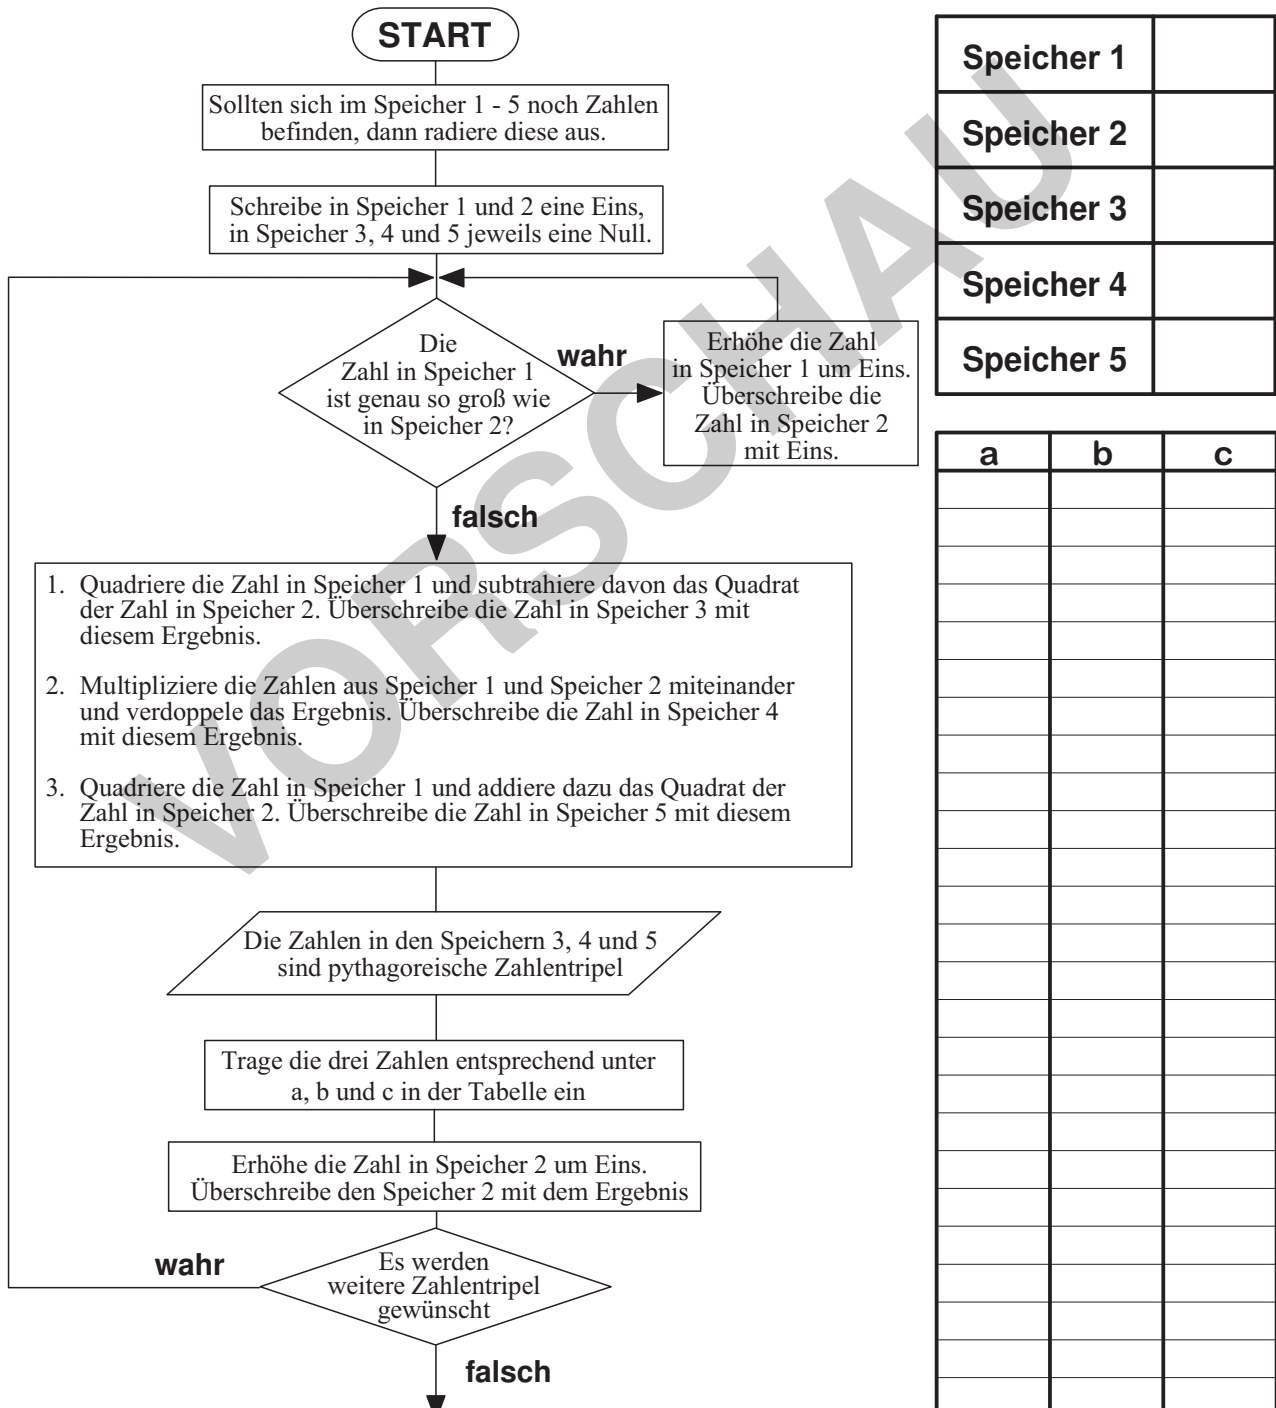 START
Sollten sich im Speicher 1 - 5 noch Zahlen
befinden, dann radiere diese aus.
Schreibe in Speicher 1 und 2 eine Eins,
in Speicher 3, 4 und 5 jeweils eine Null.
Die
Zahl in Speicher 1
ist genau so groß wie
in Speicher 2?
wahr
Erhöhe die Zahl
in Speicher 1 um Eins.
Überschreibe die
Zahl in Speicher 2
mit Eins.
falsch
1. Quadriere die Zahl in Speicher 1 und subtrahiere davon das Quadrat
der Zahl in Speicher 2. Überschreibe die Zahl in Speicher 3 mit
diesem Ergebnis.
2. Multipliziere die Zahlen aus Speicher 1 und Speicher 2 miteinander
und verdoppele das Ergebnis. Überschreibe die Zahl in Speicher 4
mit diesem Ergebnis.
3. Quadriere die Zahl in Speicher 1 und addiere dazu das Quadrat der
Zahl in Speicher 2. Überschreibe die Zahl in Speicher 5 mit diesem
Ergebnis.
Die Zahlen in den Speichern 3, 4 und 5
sind pythagoreische Zahlentripel
Trage die drei Zahlen entsprechend unter
a, b und c in der Tabelle ein
Erhöhe die Zahl in Speicher 2 um Eins.
Überschreibe den Speicher 2 mit dem Ergebnis
wahr
Es werden
weitere Zahlentripel
gewünscht
falsch
Speicher 1
Speicher 2
Speicher 3
Speicher 4
Speicher 5
a b c
VORSCHAU